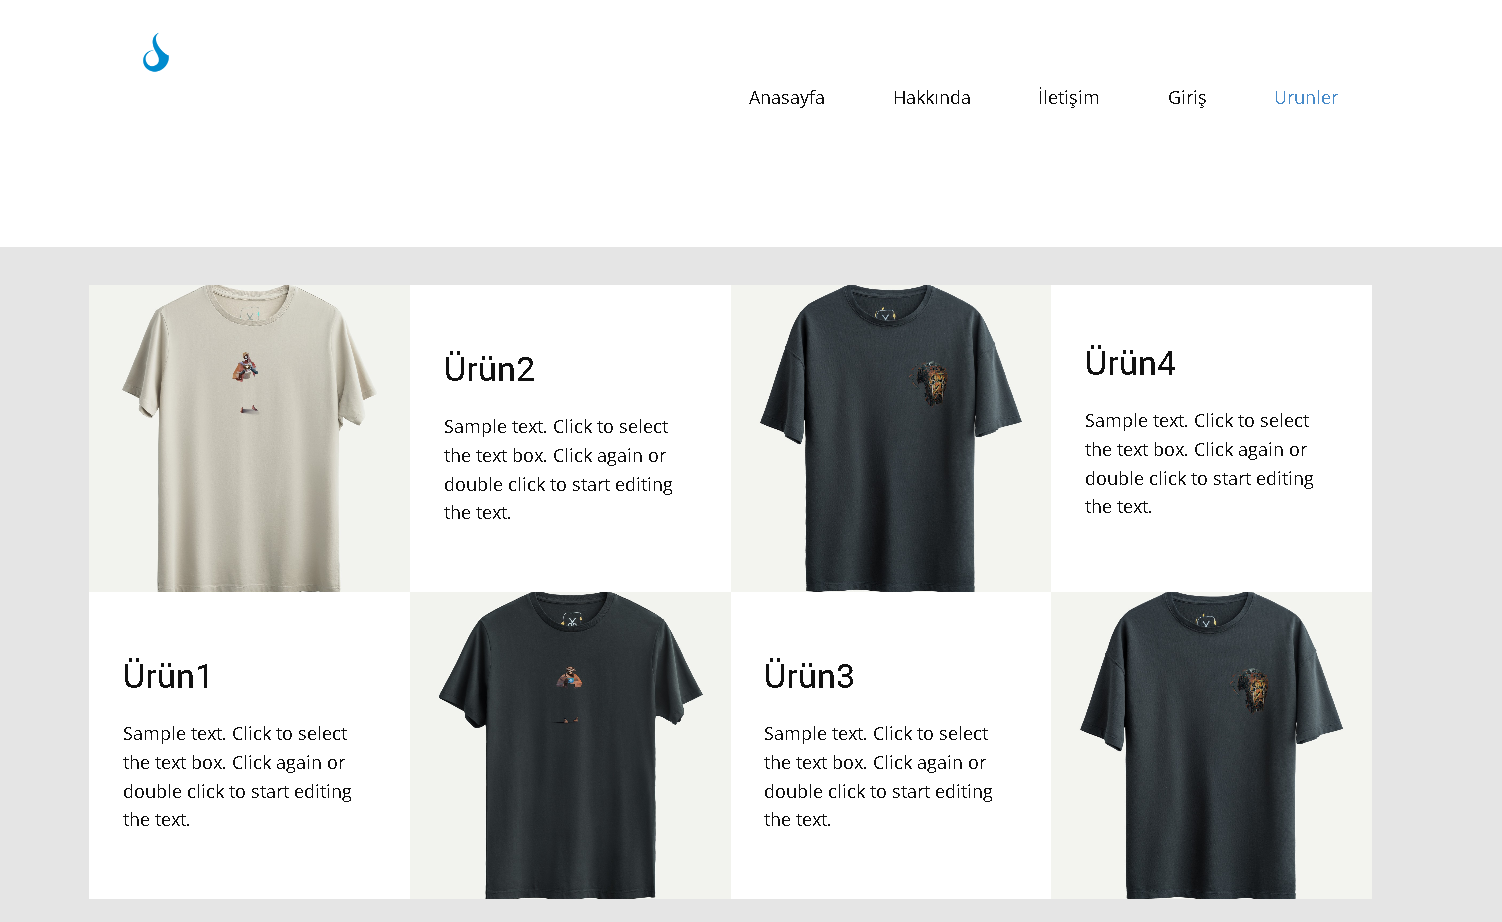 Anasayfa
Hakkında
İletişim
Giriş
Urunler
Ürün2
Sample text. Click to select
the text box. Click again or
double click to start editing
the text.
Ürün4
Sample text. Click to select
the text box. Click again or
double click to start editing
the text.
Ürün1
Sample text. Click to select
the text box. Click again or
double click to start editing
the text.
Ürün3
Sample text. Click to select
the text box. Click again or
double click to start editing
the text.